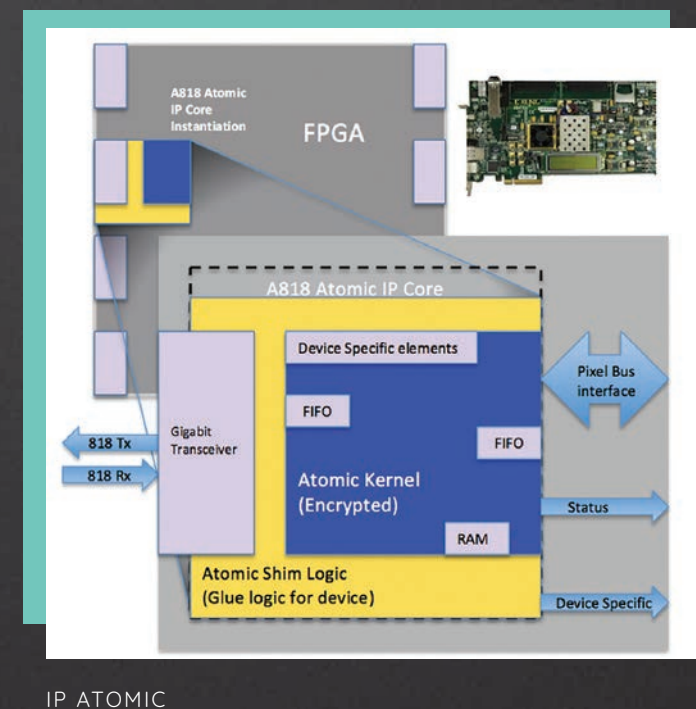 A818 Atomic
IP Core
Instantiation
FPGA
A818 Atomic IP Core
Device Specific elements
Pixel Bus
interface
FIFO
Gigabit
Transceiver
818 Tx
FIFO
818 Rx
Atomic Kernel
(Encrypted)
Status
RAM
Atomic Shim Logic
(Glue logic for device)
Device Specific
IP ATOMIC